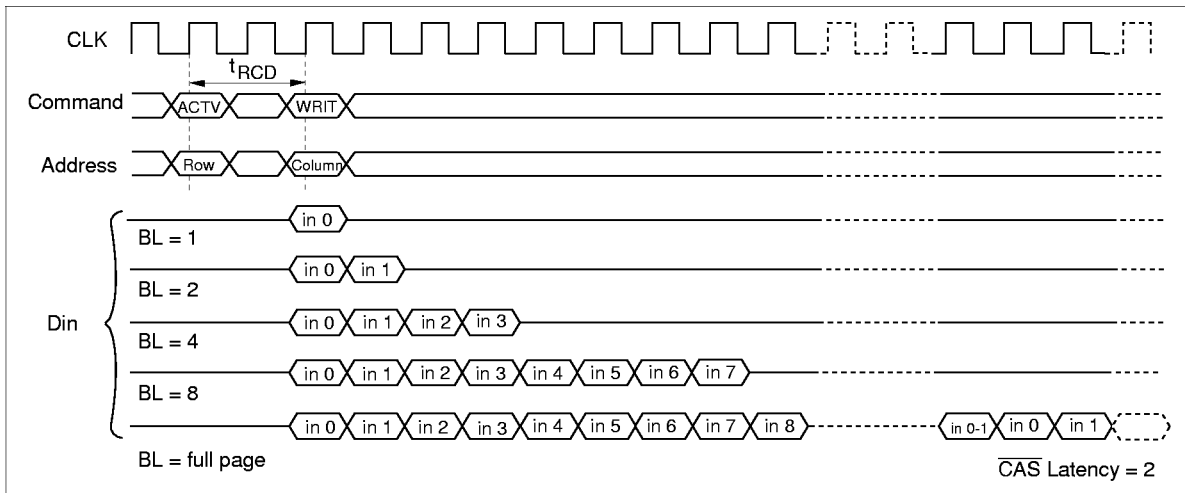 CLK
tRCD
Command ACTV WRIT
Address Row Column
in 0
BL = 1
in 0 in 1
BL = 2
Din
in 0 in 1 in 2 in 3
BL = 4
in 0 in 1 in 2 in 3 in 4 in 5 in 6 in 7
BL = 8
in 0 in 1 in 2 in 3 in 4 in 5 in 6 in 7 in 8 in 0-1 in 0 in 1
BL = full page
CAS Latency = 2